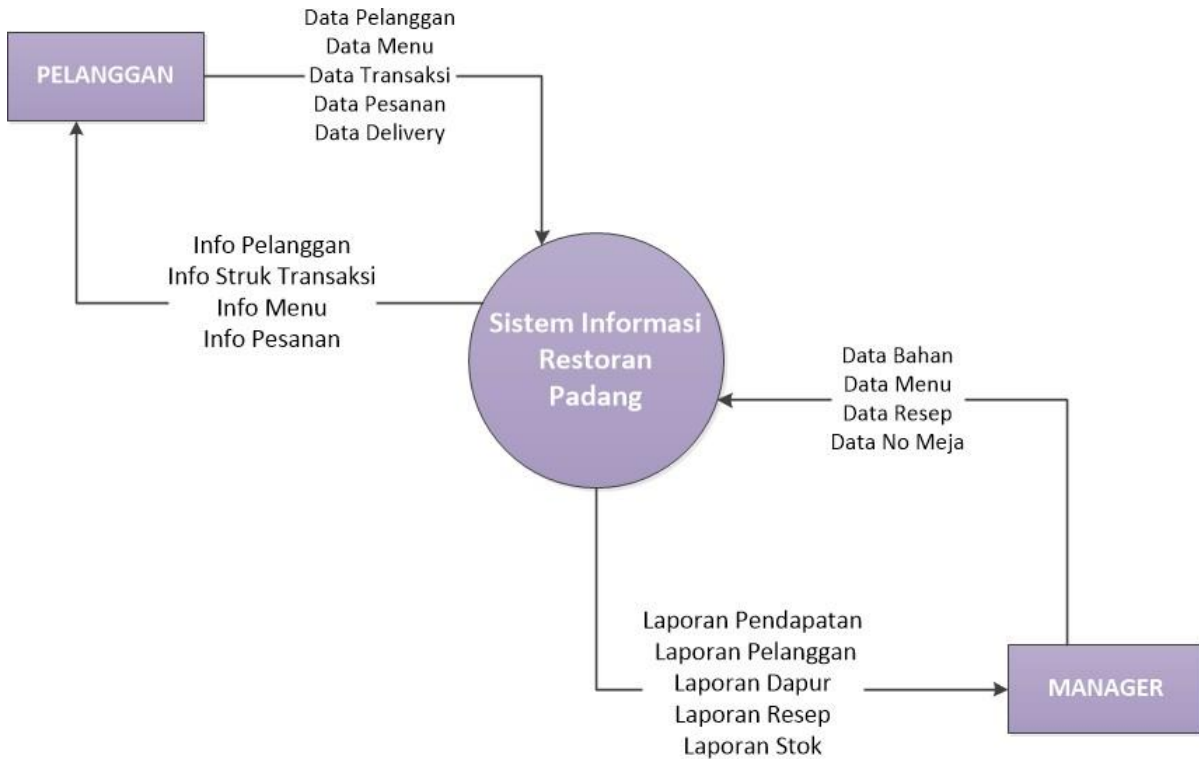 PELANGGAN
Data Pelanggan
Data Menu
Data Transaksi
Data Pesanan
Data Delivery
Info Pelanggan
Info Struk Transaksi
Info Menu
Info Pesanan
Sistem Informasi
Restoran
Padang
Data Bahan
Data Menu
Data Resep
Data No Meja
Laporan Pendapatan
Laporan Pelanggan
Laporan Dapur
Laporan Resep
Laporan Stok
MANAGER